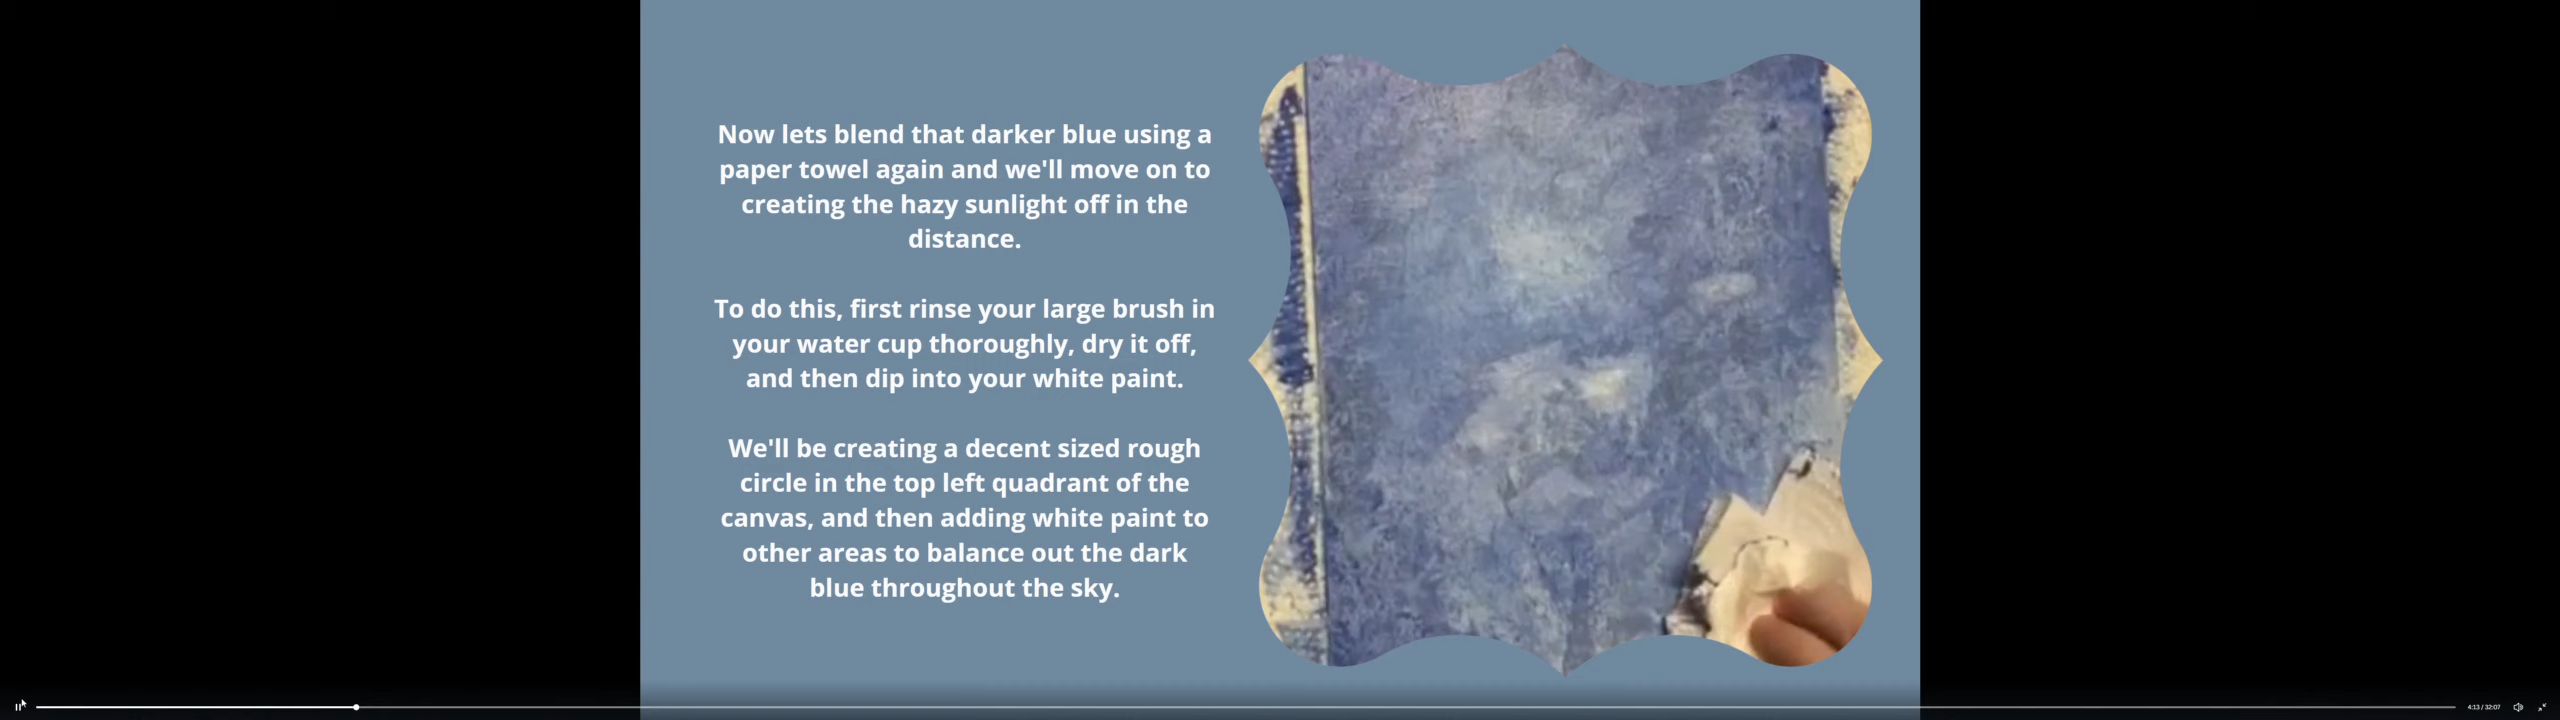 Now lets blend that darker blue using a
paper towel again and we'll move on to
creating the hazy sunlight off in the
distance.
To do this, first rinse your large brush in
your water cup thoroughly, dry it off,
and then dip into your white paint.
We'll be creating a decent sized rough
circle in the top left quadrant of the
canvas, and then adding white paint to
other areas to balance out the dark
blue throughout the sky.
4:13 / 32:07